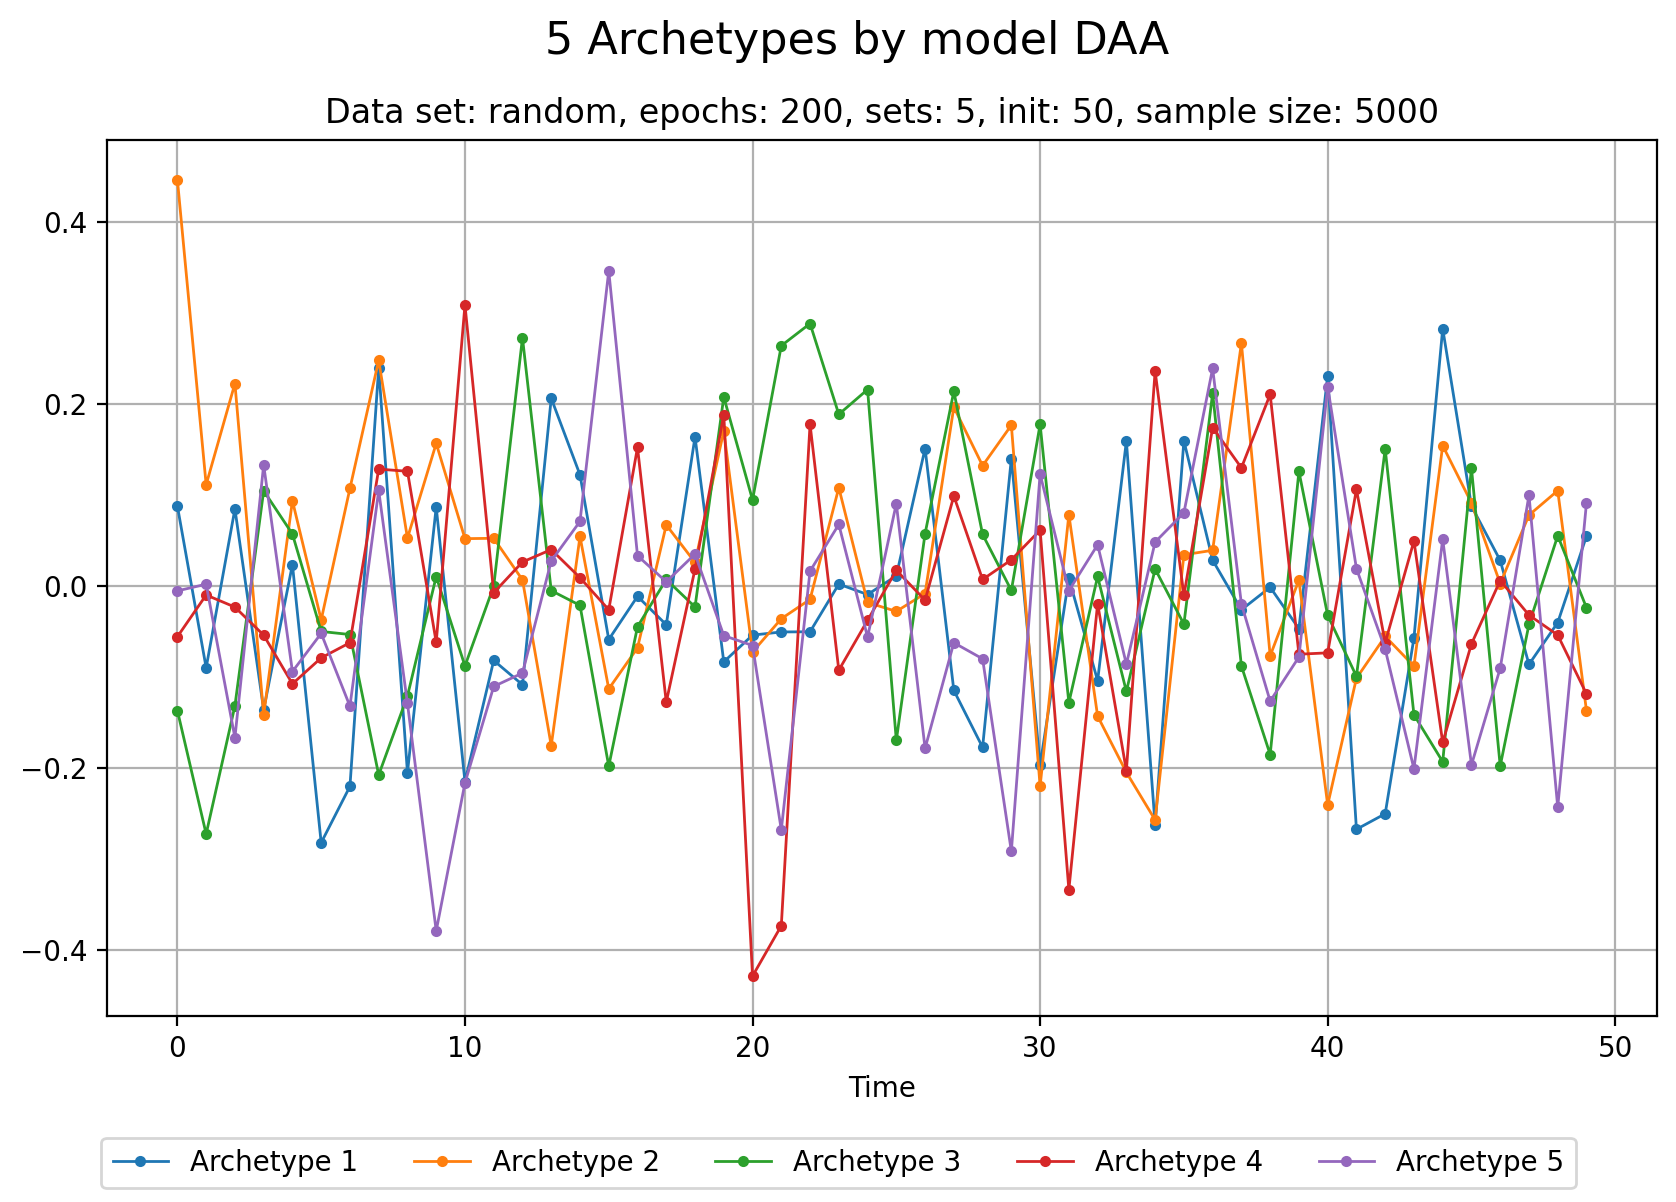 5 Archetypes by model DAA
Data set: random, epochs: 200, sets: 5, init: 50, sample size: 5000
0.4
0.2
0.0
−0.2
−0.4
0 10 20 30 40 50
Time
Archetype 1 Archetype 2 Archetype 3 Archetype 4 Archetype 5